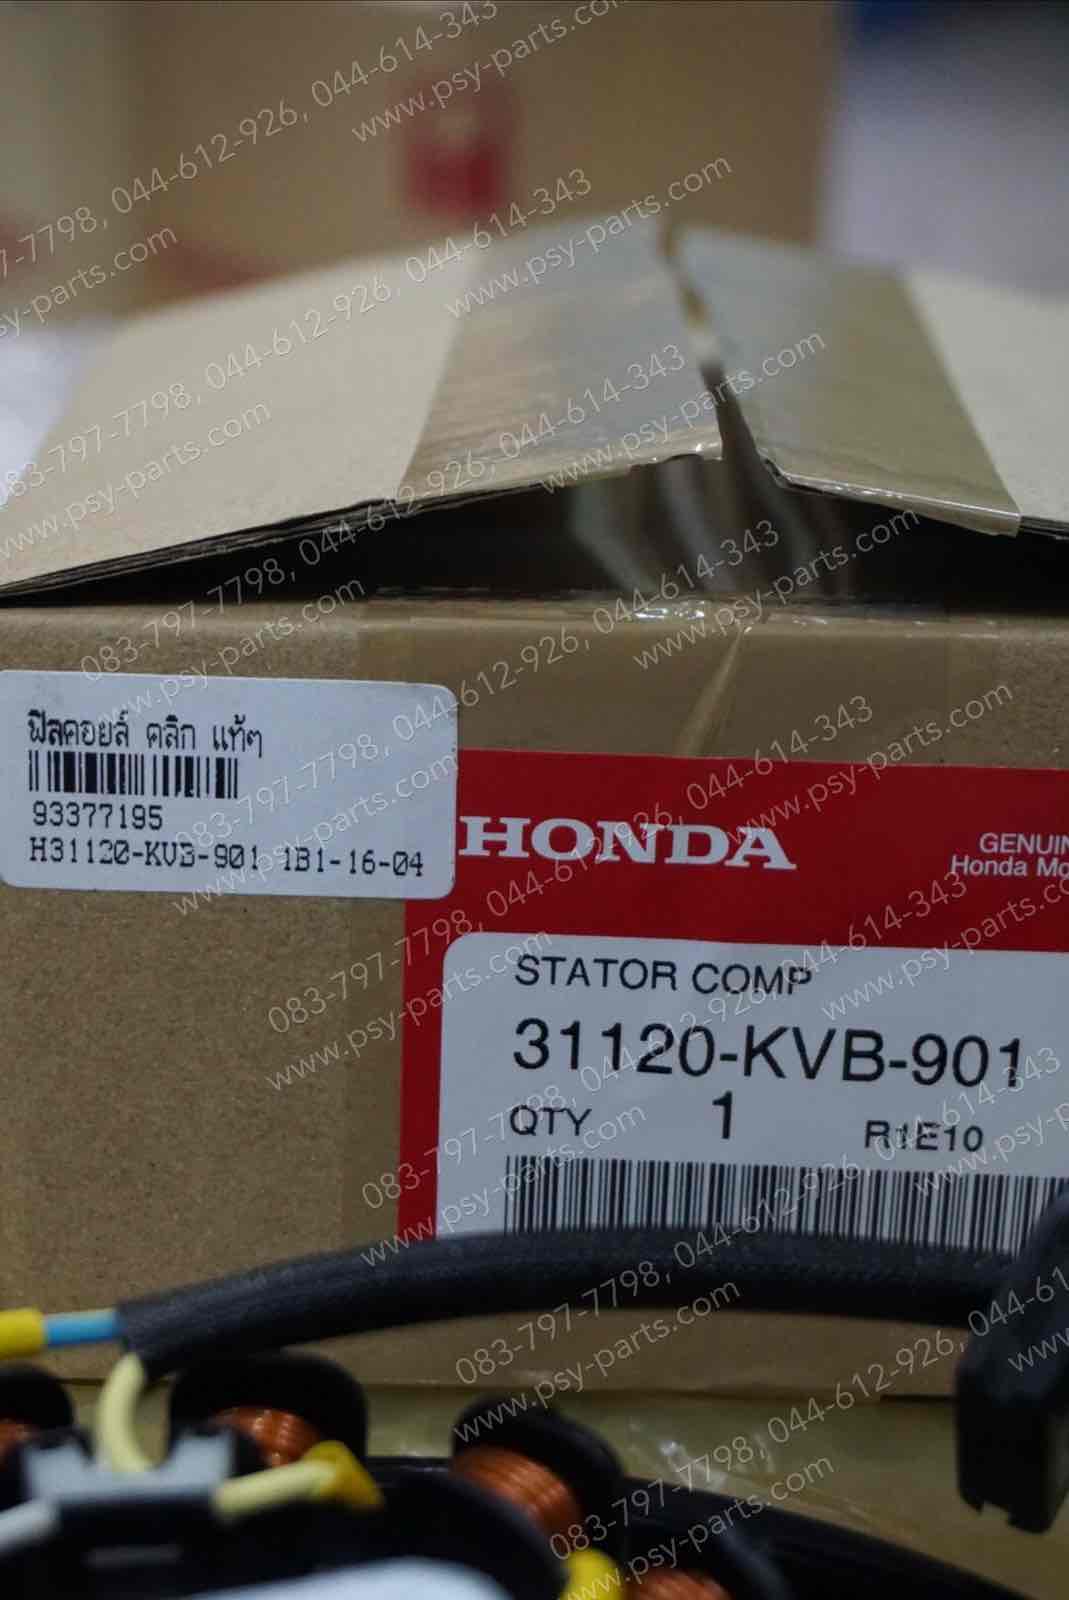 ฟิลคอยล์ คลิก แท้ๆ
93377195
H31120-KVB-901 1B1-16-04
HONDA
GENUIN
Honda Mo
STATOR COMP
31120-KVB-901
QTY 1 R1E10
083-797-7798, 044-612-926, 044-614-343
www.psy-parts.com